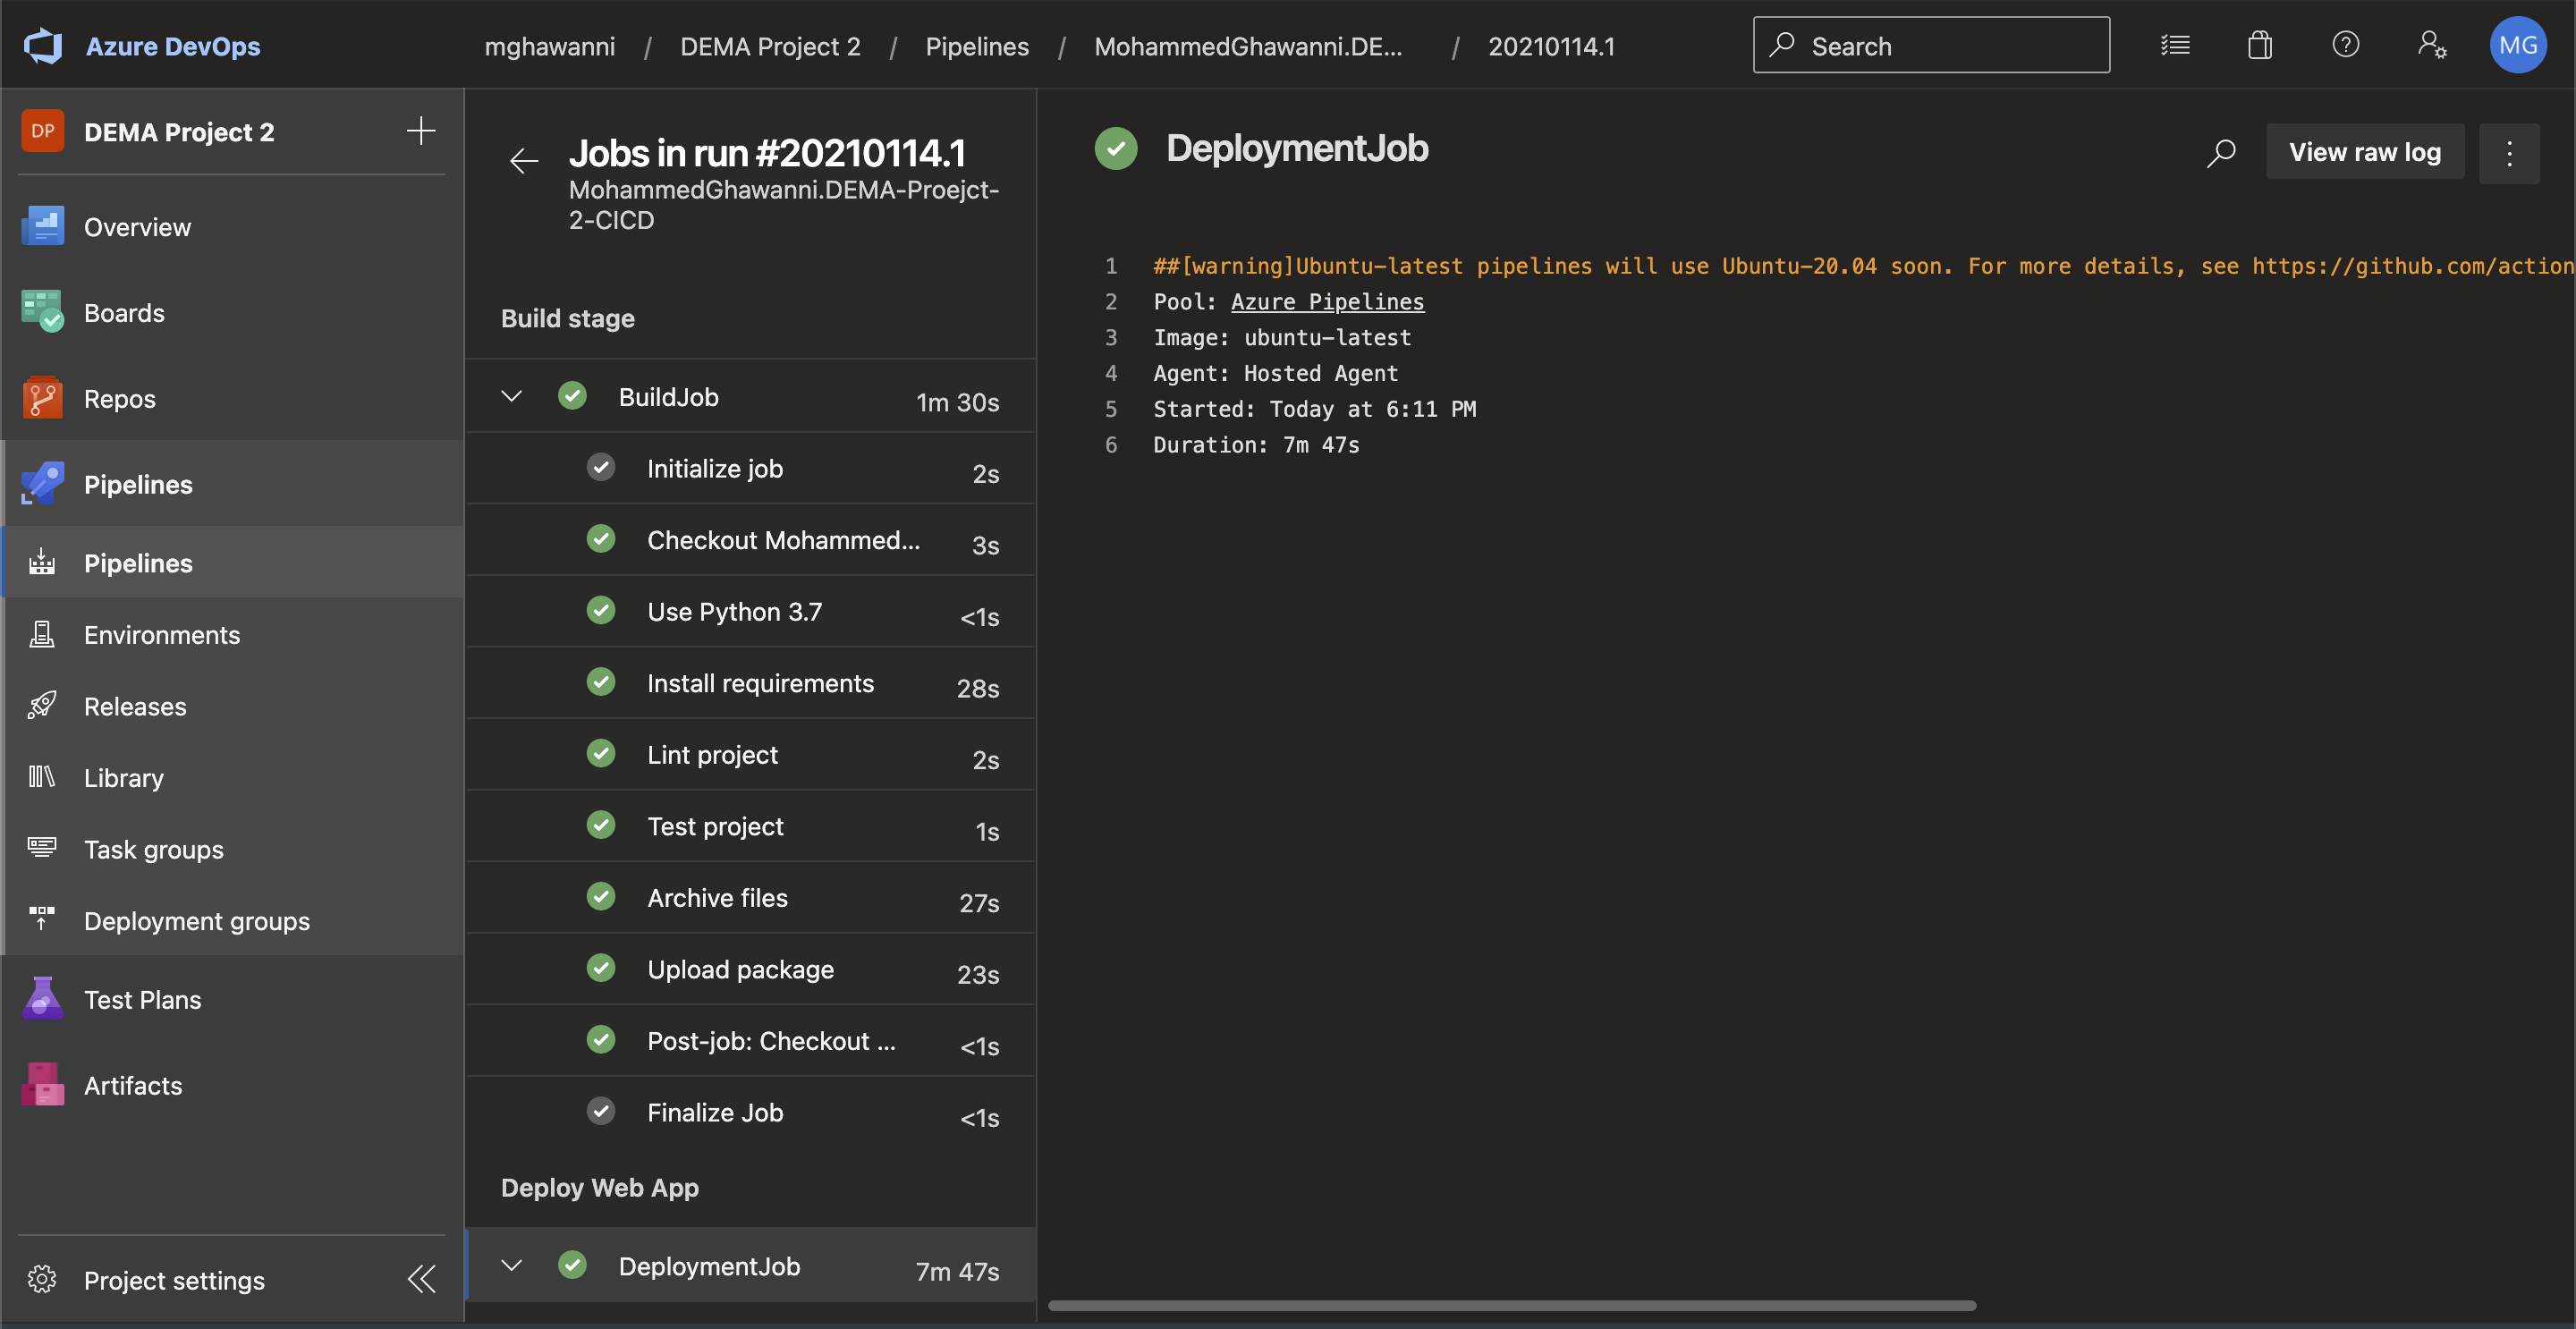 Azure DevOps
mghawanni / DEMA Project 2 / Pipelines / MohammedGhawanni.DE... / 20210114.1
Search
MG
DP
DEMA Project 2
Overview
Boards
Repos
Pipelines
Pipelines
Environments
Releases
Library
Task groups
Deployment groups
Test Plans
Artifacts
Project settings
Jobs in run #20210114.1
MohammedGhawanni.DEMA-Proejct-
2-CICD
Build stage
BuildJob 1m 30s
Initialize job 2s
Checkout Mohammed... 3s
Use Python 3.7 <1s
Install requirements 28s
Lint project 2s
Test project 1s
Archive files 27s
Upload package 23s
Post-job: Checkout ... <1s
Finalize Job <1s
Deploy Web App
DeploymentJob 7m 47s
DeploymentJob
View raw log
1 ##[warning]Ubuntu-latest pipelines will use Ubuntu-20.04 soon. For more details, see https://github.com/action
2 Pool: Azure Pipelines
3 Image: ubuntu-latest
4 Agent: Hosted Agent
5 Started: Today at 6:11 PM
6 Duration: 7m 47s